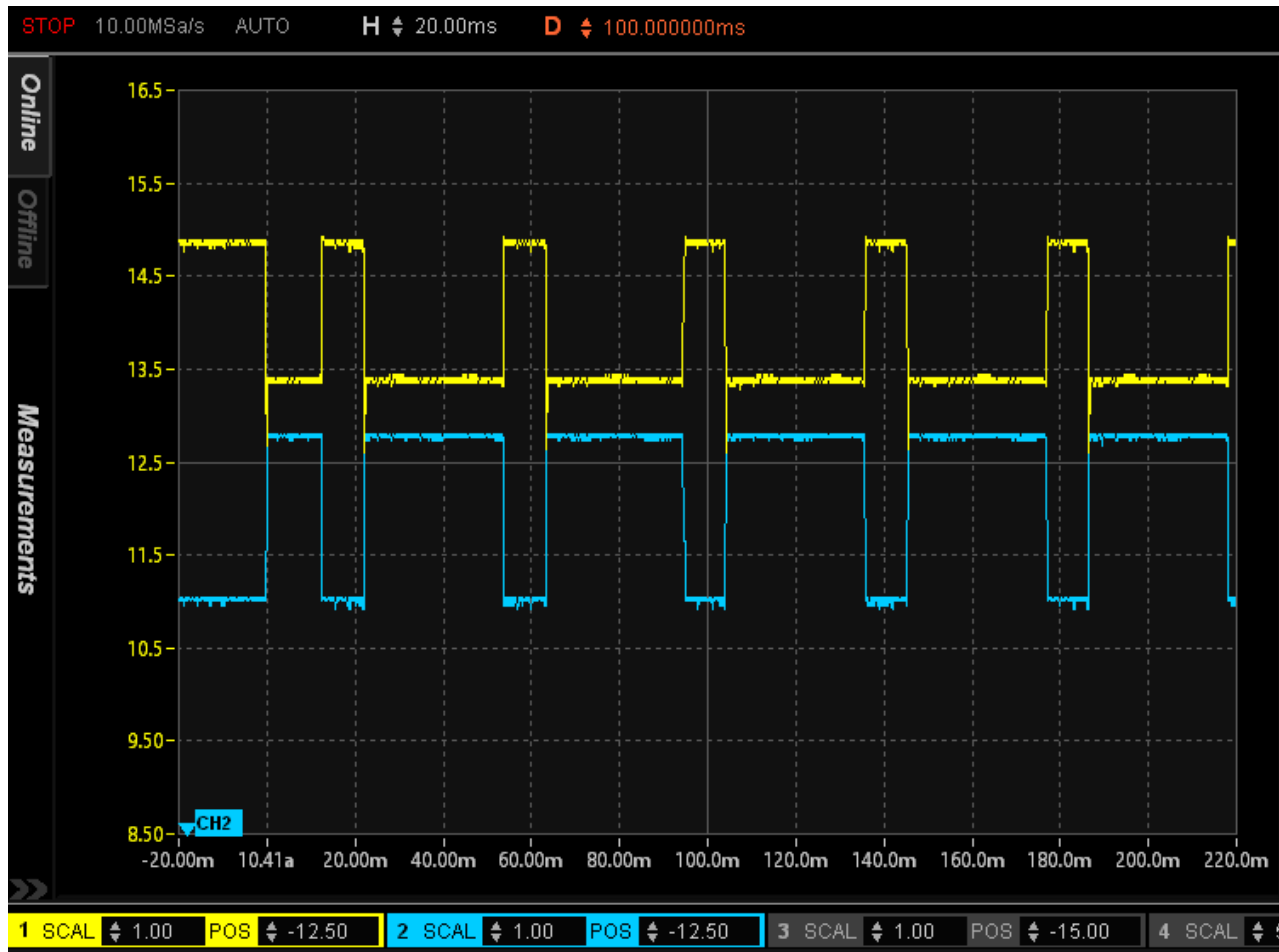 STOP 10.00MSa/s AUTO H 20.00ms D 100.000000ms
Online
Offline
Measurements
16.5
15.5
14.5
13.5
12.5
11.5
10.5
9.50
8.50
CH2
-20.00m 10.41a 20.00m 40.00m 60.00m 80.00m 100.0m 120.0m 140.0m 160.0m 180.0m 200.0m 220.0m
1 SCAL 1.00 POS -12.50 2 SCAL 1.00 POS -12.50 3 SCAL 1.00 POS -15.00 4 SCAL